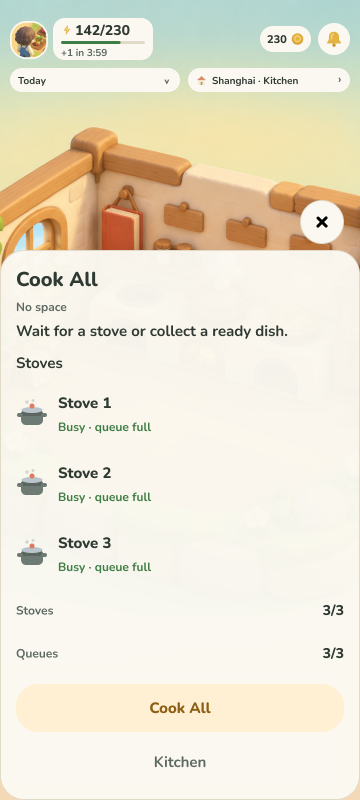 142/230
+1 in 3:59
230
Today
Shanghai · Kitchen
Cook All
No space
Wait for a stove or collect a ready dish.
Stoves
Stove 1
Busy · queue full
Stove 2
Busy · queue full
Stove 3
Busy · queue full
Stoves 3/3
Queues 3/3
Cook All
Kitchen